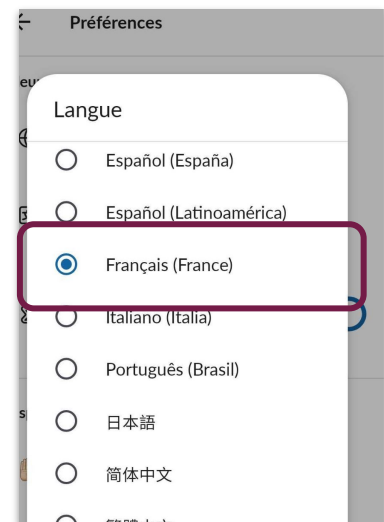 Préférences
Langue
Español (España)
Español (Latinoamérica)
Français (France)
Italiano (Italia)
Português (Brasil)
日本語
简体中文